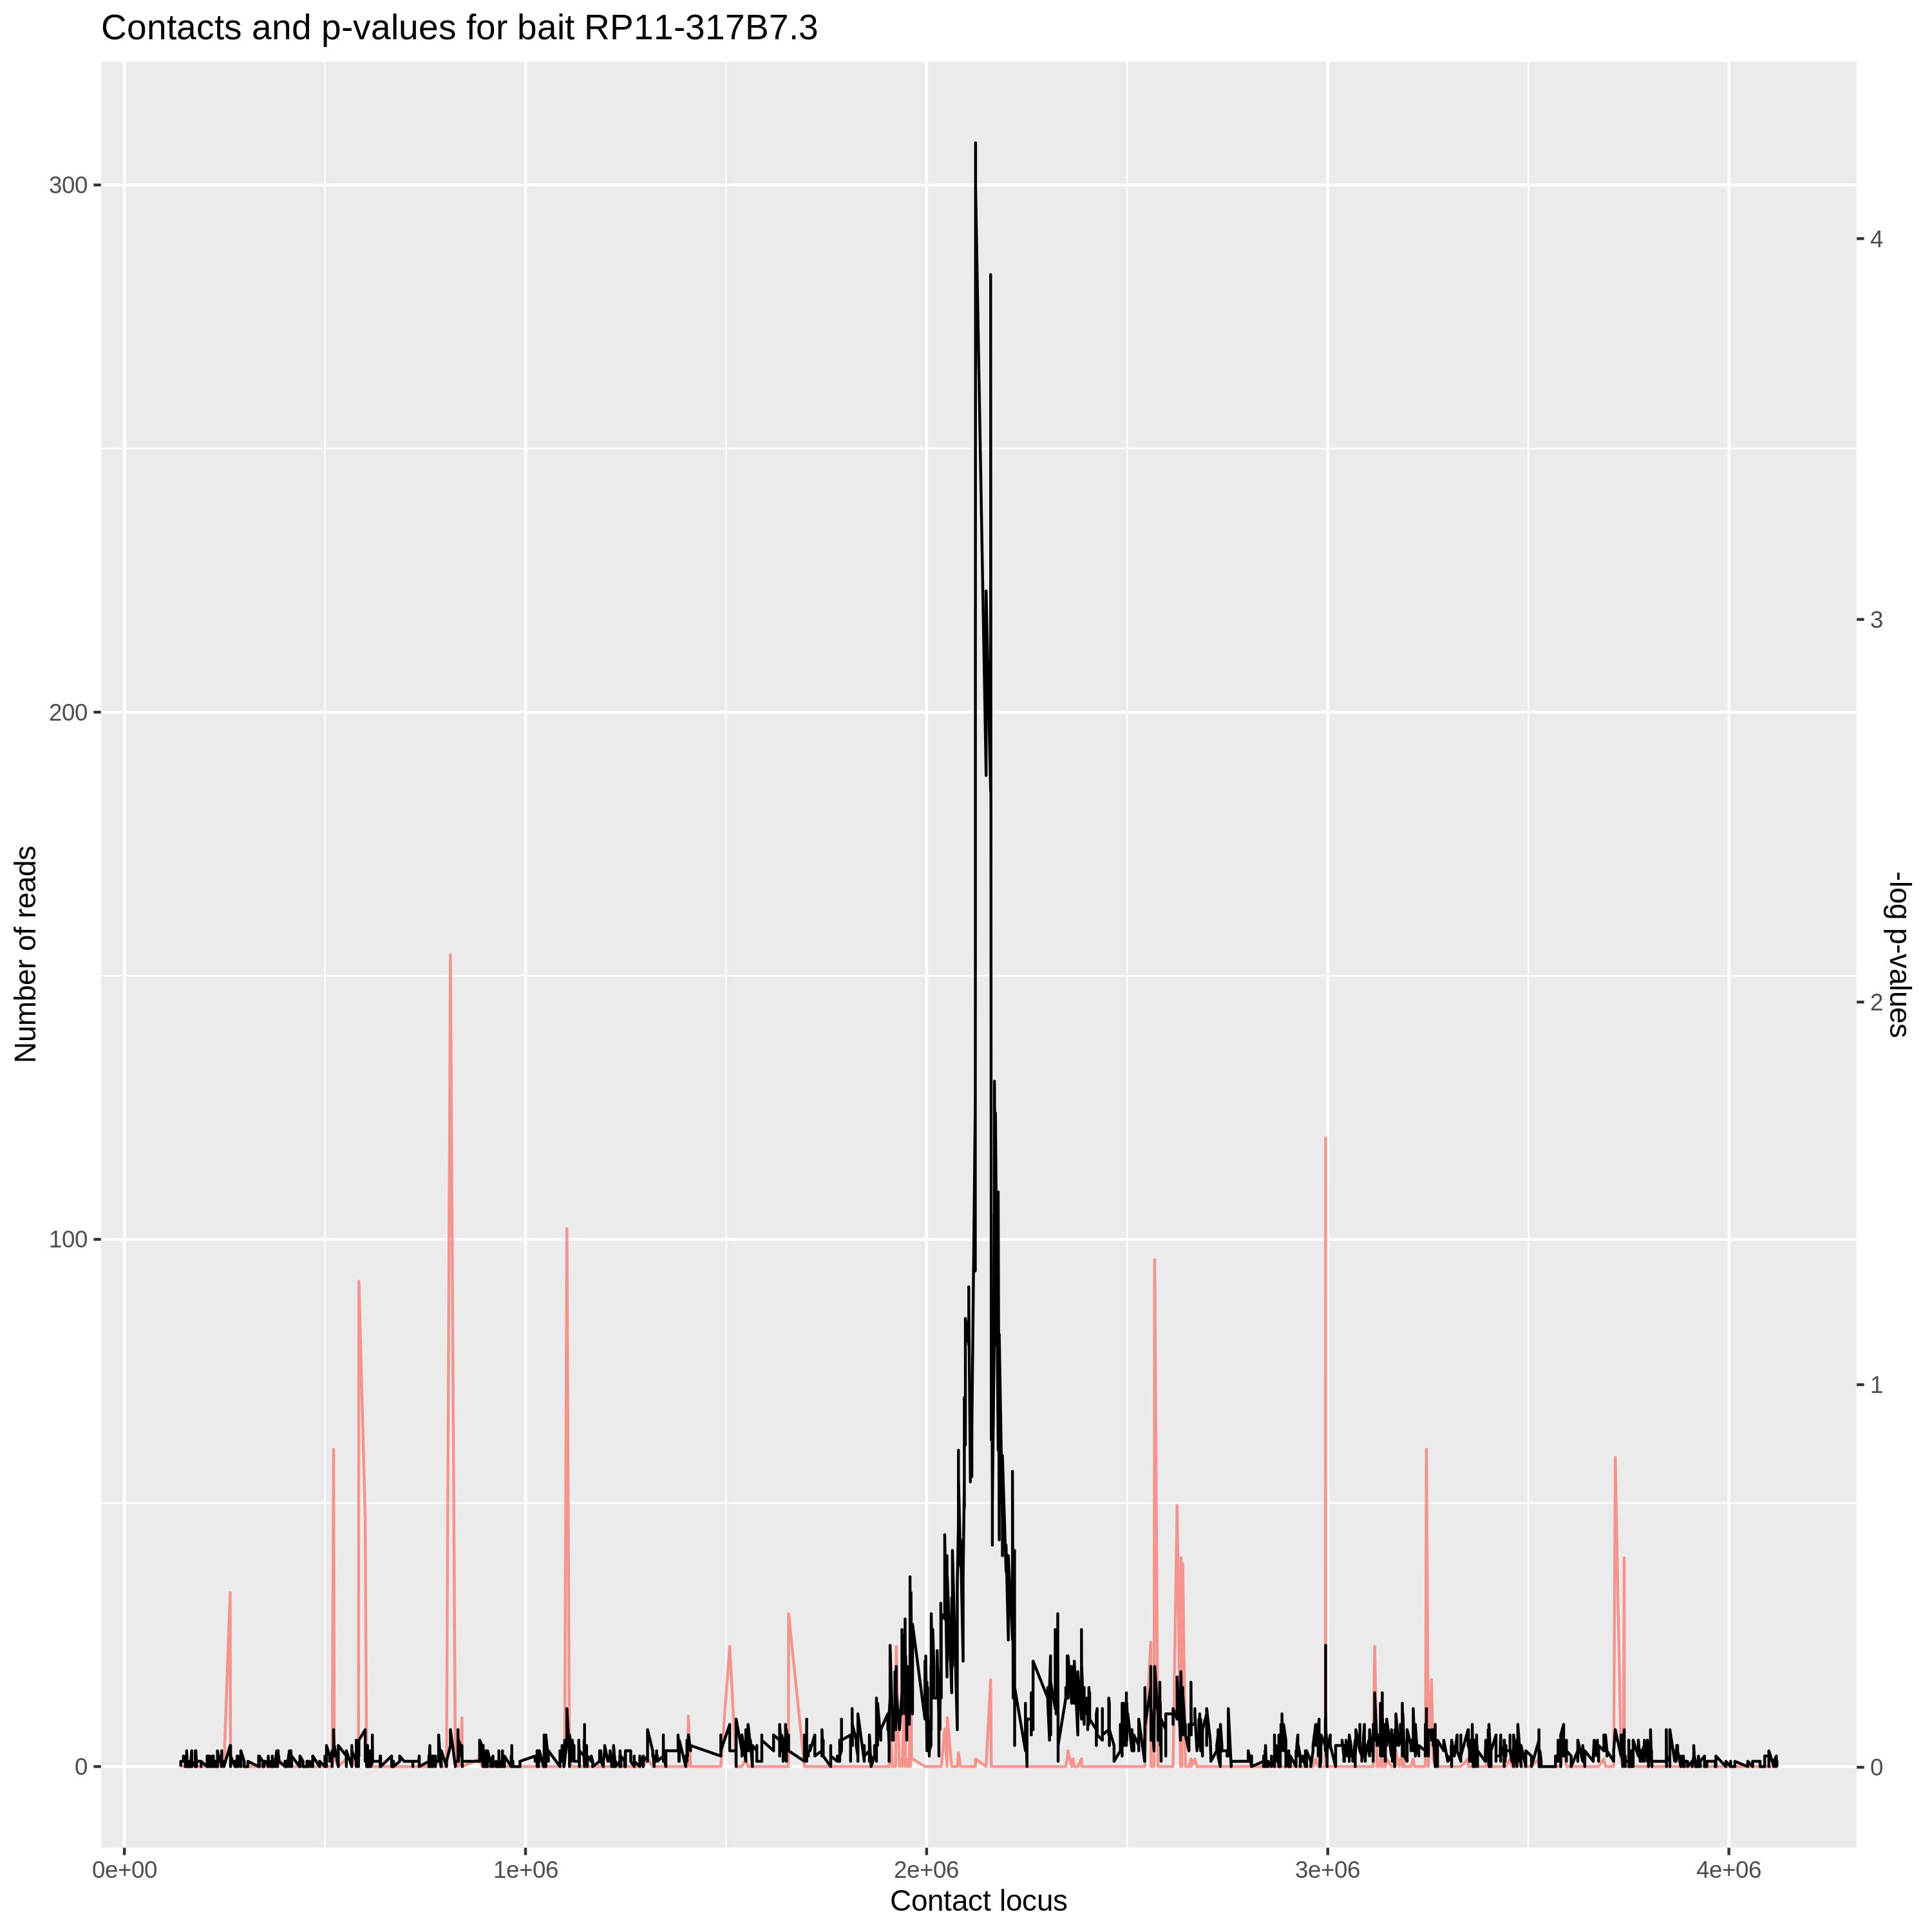 Contacts and p-values for bait RP11-317B7.3
Number of reads
300
200
100
0
4
3
2
1
0
-log p-values
0e+00 1e+06 2e+06 3e+06 4e+06
Contact locus